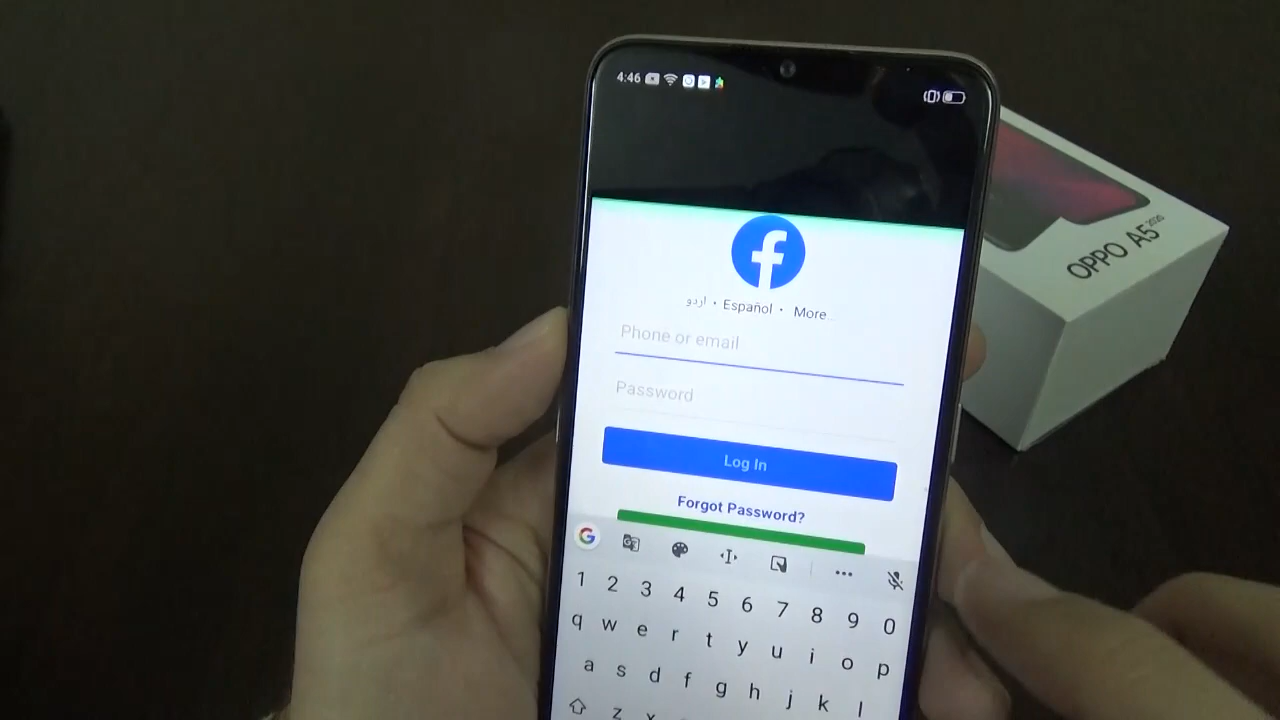 4:46
اردو • Español • More...
Phone or email
Password
Log In
Forgot Password?
1 2 3 4 5 6 7 8 9 0
q w e r t y u i o p
a s d f g h j k l
z x
OPPO A5 2020